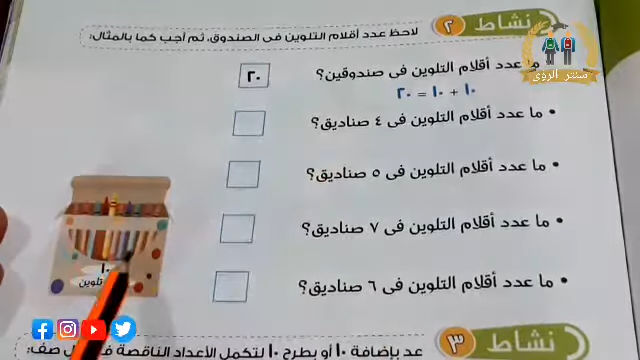 نشاط ٢
لاحظ عدد أقلام التلوين فى الصندوق، ثم أجب كما بالمثال:
سنتر الرؤى
ما عدد أقلام التلوين فى صندوقين؟ ٢٠
١٠ + ١٠ = ٢٠
• ما عدد أقلام التلوين فى ٤ صناديق؟
• ما عدد أقلام التلوين فى ٥ صناديق؟
• ما عدد أقلام التلوين فى ٧ صناديق؟
• ما عدد أقلام التلوين فى ٦ صناديق؟
١٠
تلوين
نشاط ٣
عد بإضافة ١٠ أو بطرح ١٠ لتكمل الأعداد الناقصة صف: